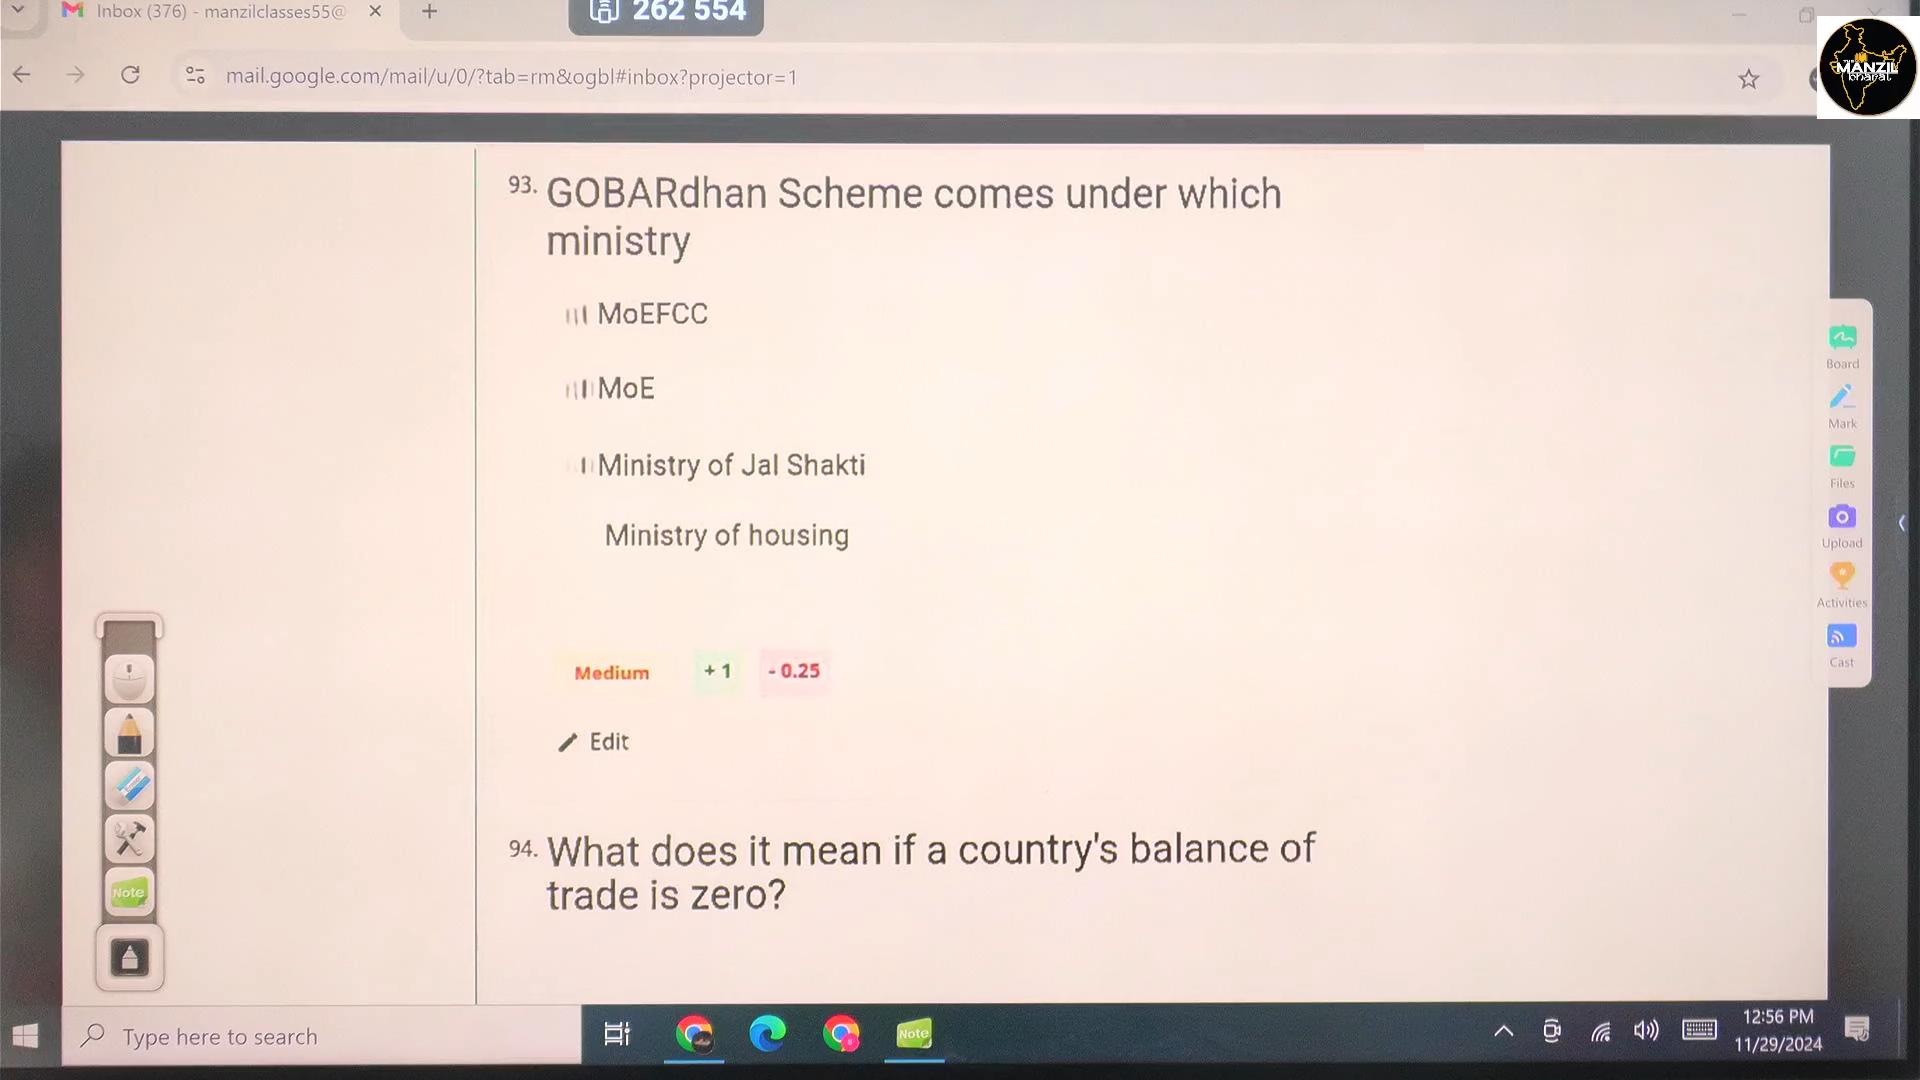 Inbox (376) - manzilclasses55@
262 554
mail.google.com/mail/u/0/?tab=rm&ogbl#inbox?projector=1
MANZIL
bharat
93. GOBARdhan Scheme comes under which
ministry
MoEFCC
MoE
Ministry of Jal Shakti
Ministry of housing
Medium
+ 1
- 0.25
Edit
94. What does it mean if a country's balance of
trade is zero?
Board
Mark
Files
Upload
Activities
Cast
Note
Type here to search
Note
12:56 PM
11/29/2024